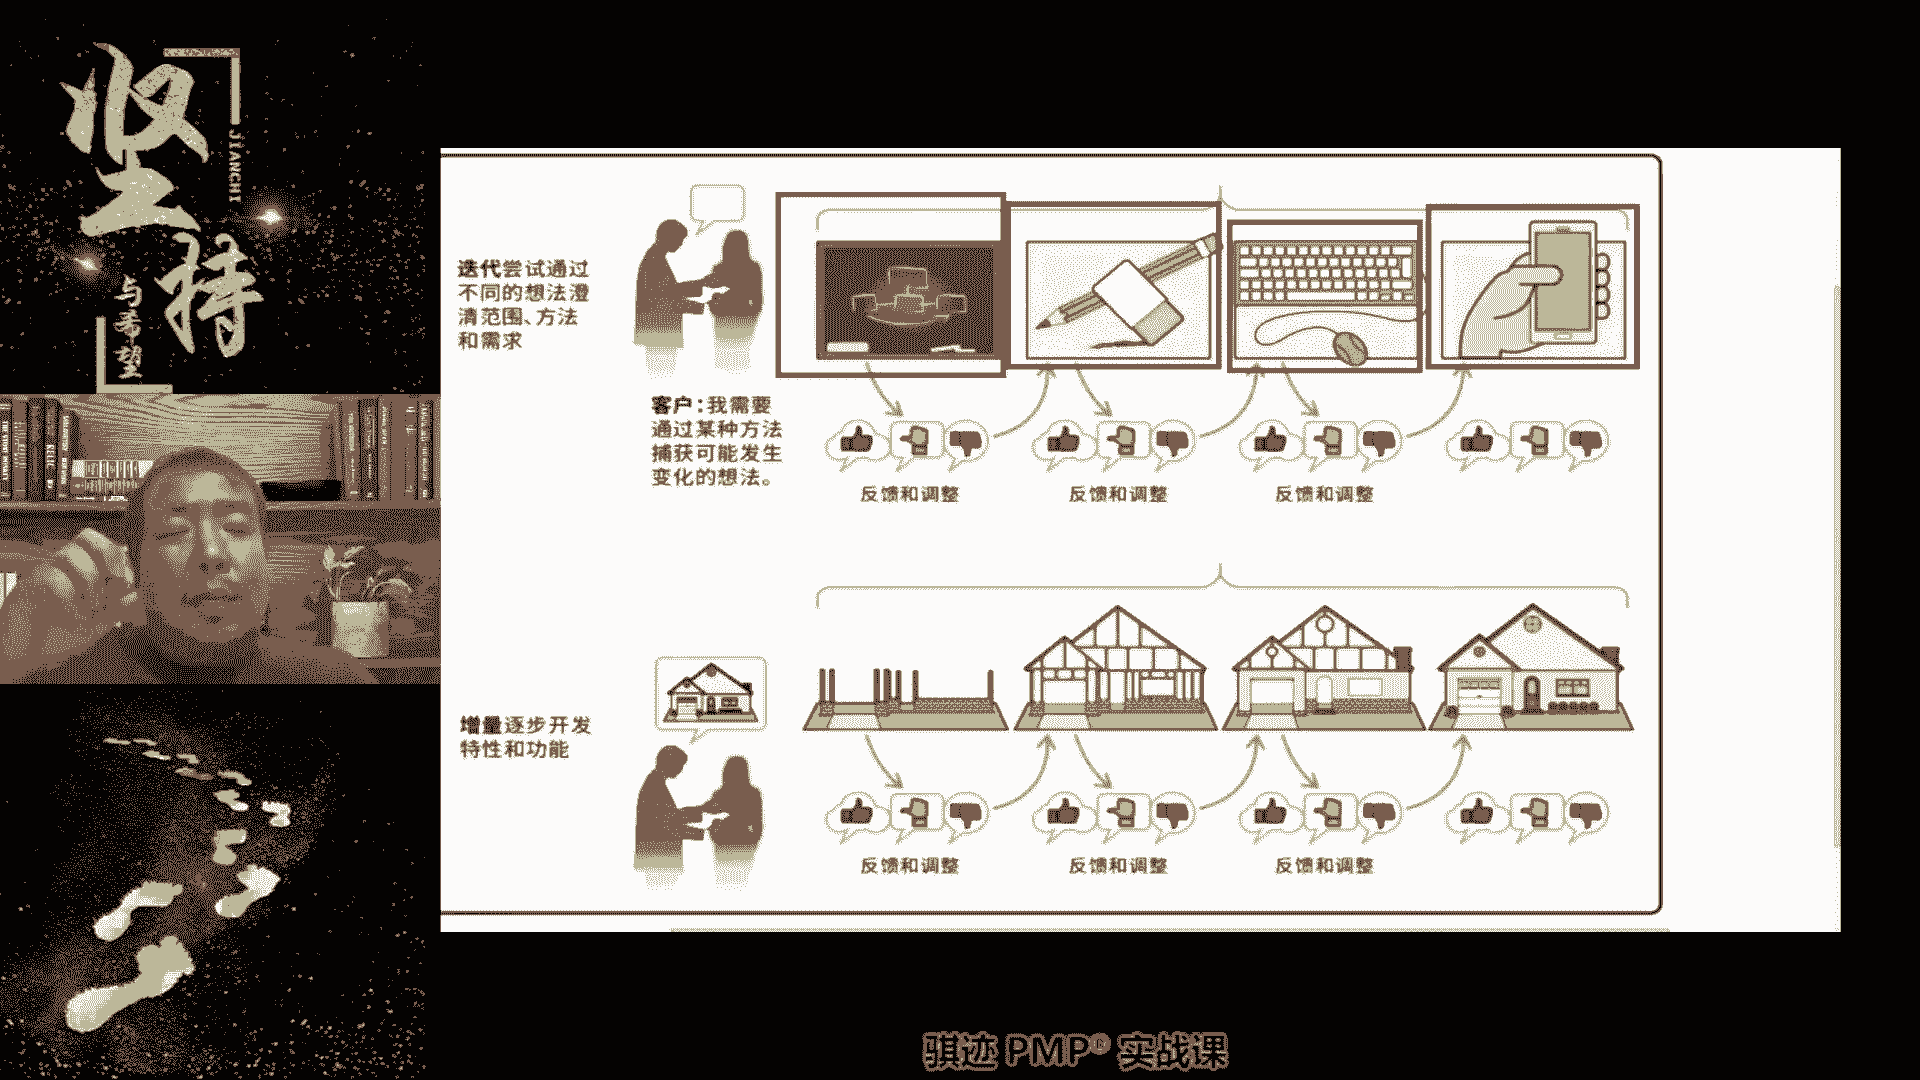 坚持
JIANCHI
与希望
迭代尝试通过
不同的想法澄
清范围、方法
和需求
客户：我需要
通过某种方法
捕获可能发生
变化的想法。
反馈和调整
反馈和调整
反馈和调整
增量逐步开发
特性和功能
反馈和调整
反馈和调整
反馈和调整
骐迹 PMP® 实战课